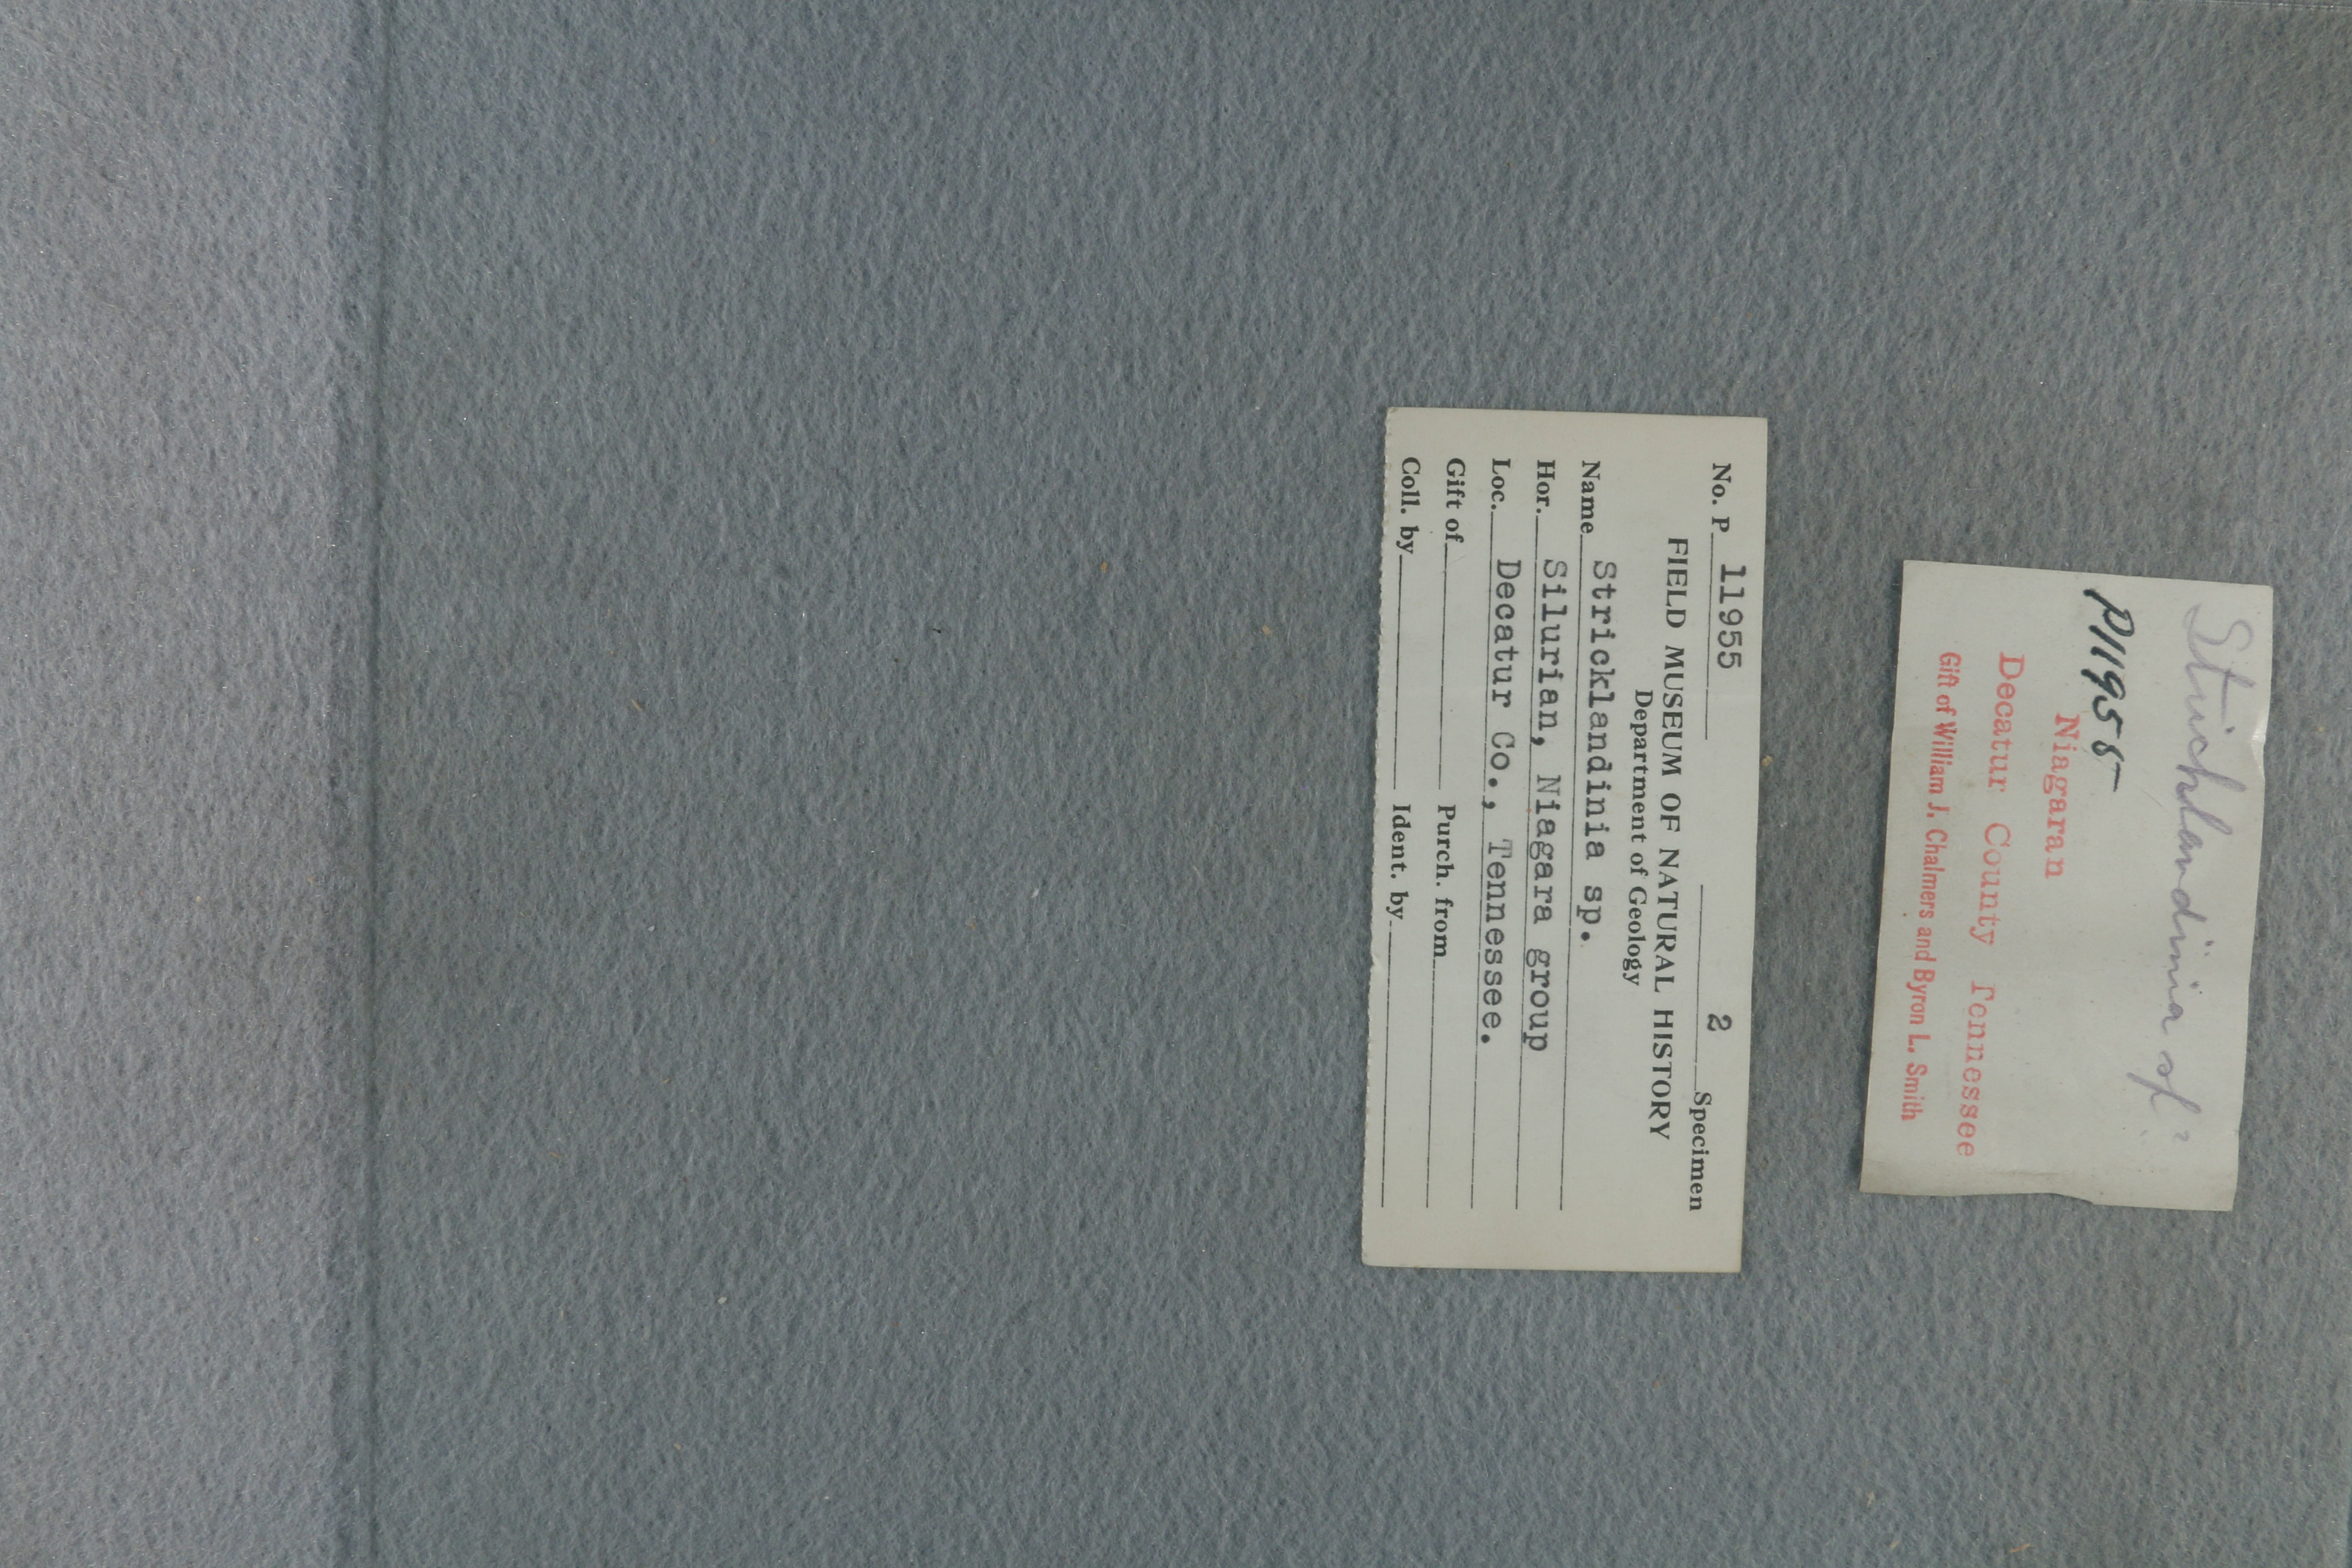 Stricklandinia sp?
P11955
Niagaran
Decatur County Tennessee
Gift of William J. Chalmers and Byron L. Smith
No. P 11955 2 Specimen
FIELD MUSEUM OF NATURAL HISTORY
Department of Geology
Name Stricklandinia sp.
Hor. Silurian, Niagara group
Loc. Decatur Co., Tennessee.
Gift of Purch. from
Coll. by Ident. by